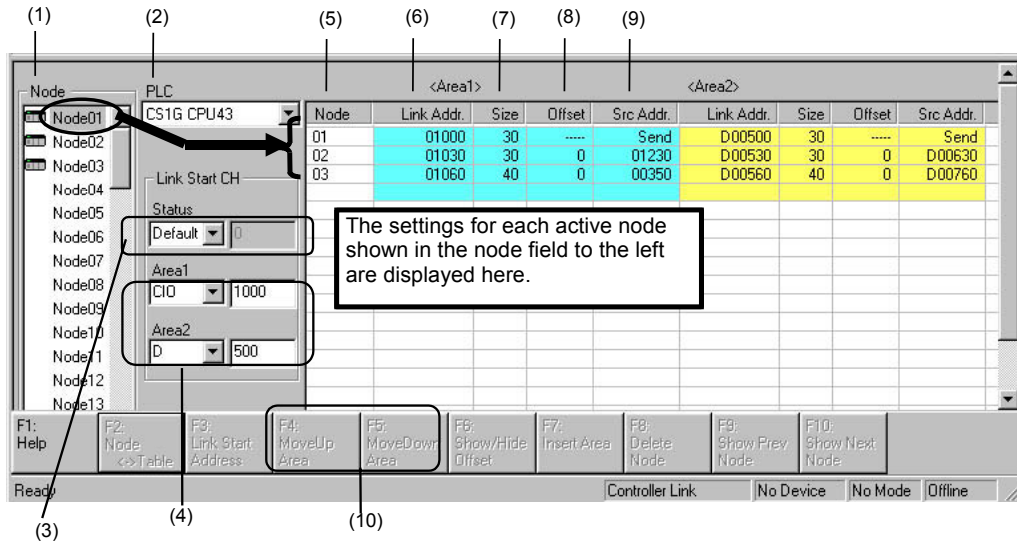 (1) (2) (5) (6) (7) (8) (9)
Node PLC <Area1> <Area2>
Node01 CS1G CPU43 Node Link Addr. Size Offset Src Addr. Link Addr. Size Offset Src Addr.
01 01000 30 ----- Send D00500 30 ----- Send
Node02 02 01030 30 0 01230 D00530 30 0 D00630
Node03 03 01060 40 0 00350 D00560 40 0 D00760
Link Start CH
Node04
Node05 Status
Node06 Default 0
Node07
Node08 Area1
Node09 CIO 1000
Node10 Area2
Node11 D 500
Node12
Node13
The settings for each active node
shown in the node field to the left
are displayed here.
F1: F2: F3: F4: F5: F6: F7: F8: F9: F10:
Help Node Link Start MoveUp MoveDown Show/Hide Insert Area Delete Show Prev Show Next
<->Table Address Area Area Offset Node Node Node
Ready Controller Link No Device No Mode Offline
(3) (4) (10)